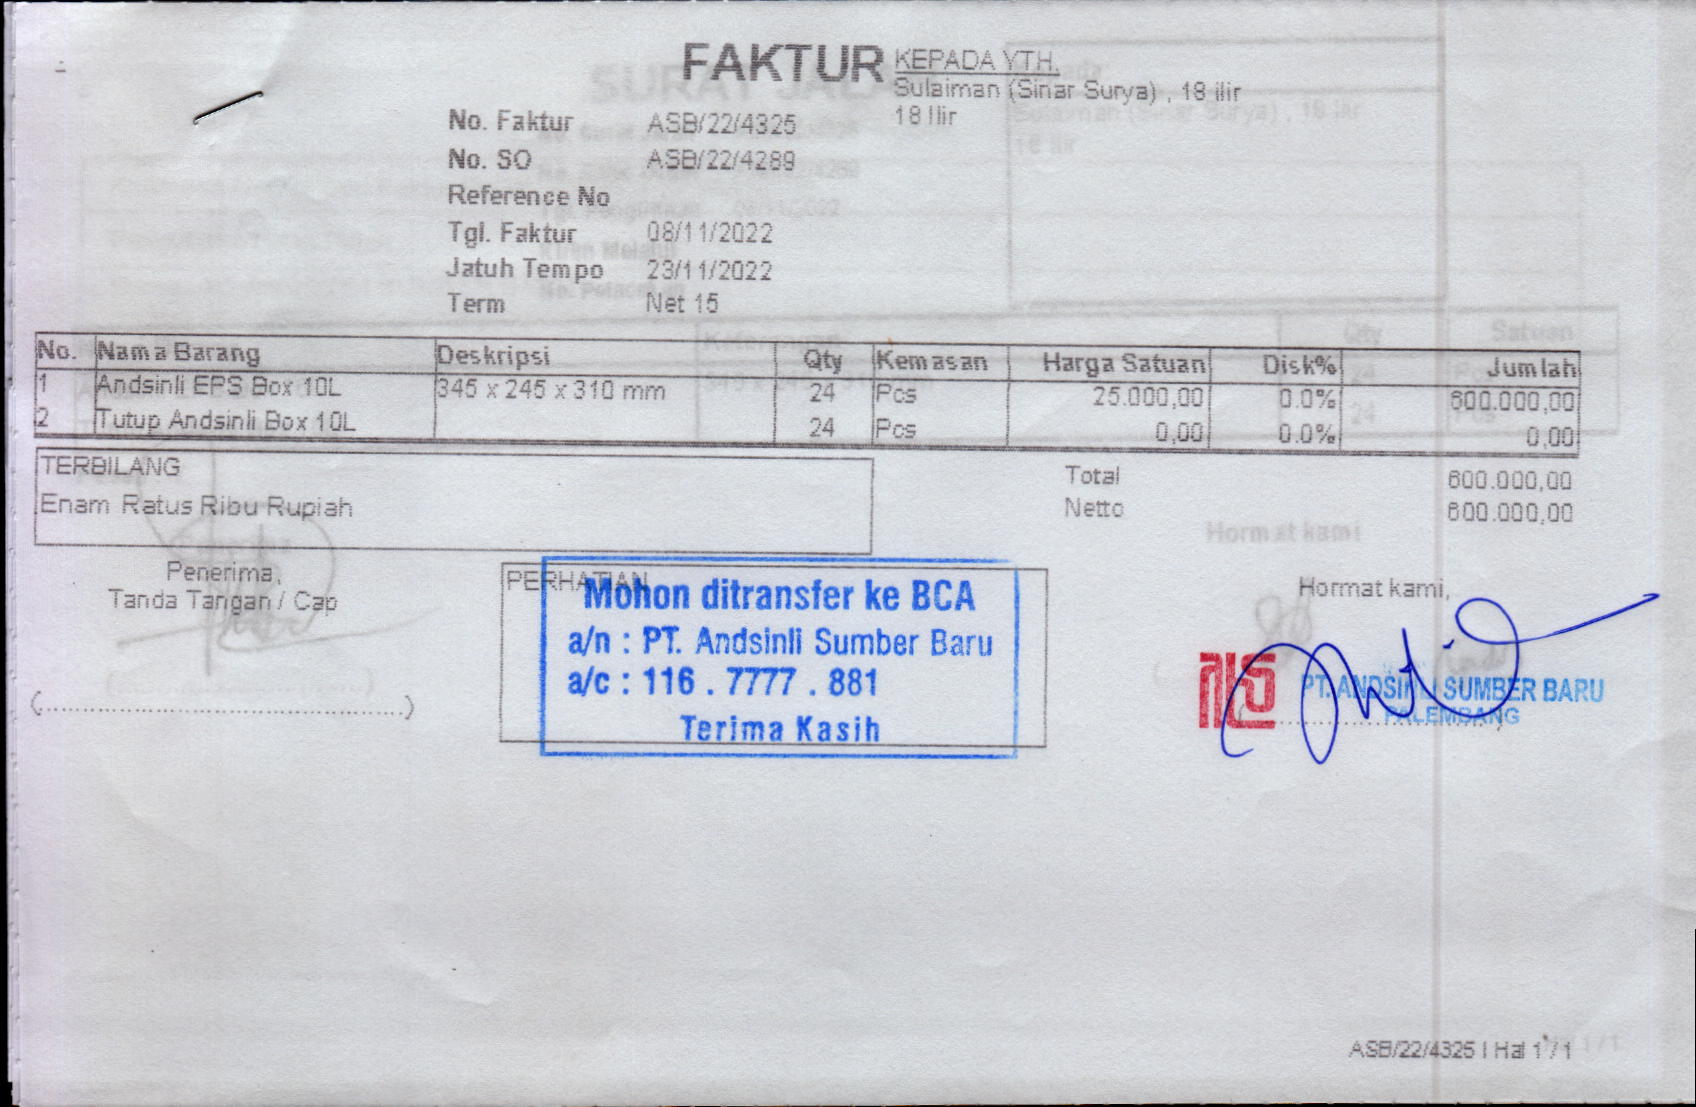 FAKTUR
KEPADA YTH.
Sulaiman (Sinar Surya) , 18 ilir
18 Ilir
No. Faktur ASB/22/4325
No. SO ASB/22/4289
Reference No
Tgl. Faktur 08/11/2022
Jatuh Tempo 23/11/2022
Term Net 15
No. Nama Barang Deskripsi Qty Kemasan Harga Satuan Disk% Jumlah
1 Andsinli EPS Box 10L 345 x 245 x 310 mm 24 Pcs 25.000,00 0.0% 600.000,00
2 Tutup Andsinli Box 10L 24 Pcs 0,00 0.0% 0,00
TERBILANG
Enam Ratus Ribu Rupiah
Total 600.000,00
Netto 600.000,00
Penerima,
Tanda Tangan / Cap
(.......................................................)
PERHATIAN
Mohon ditransfer ke BCA
a/n : PT. Andsinli Sumber Baru
a/c : 116 . 7777 . 881
Terima Kasih
Hormat kami,
PT. ANDSINLI SUMBER BARU
PALEMBANG
ASB/22/4325 | Hal 1 / 1